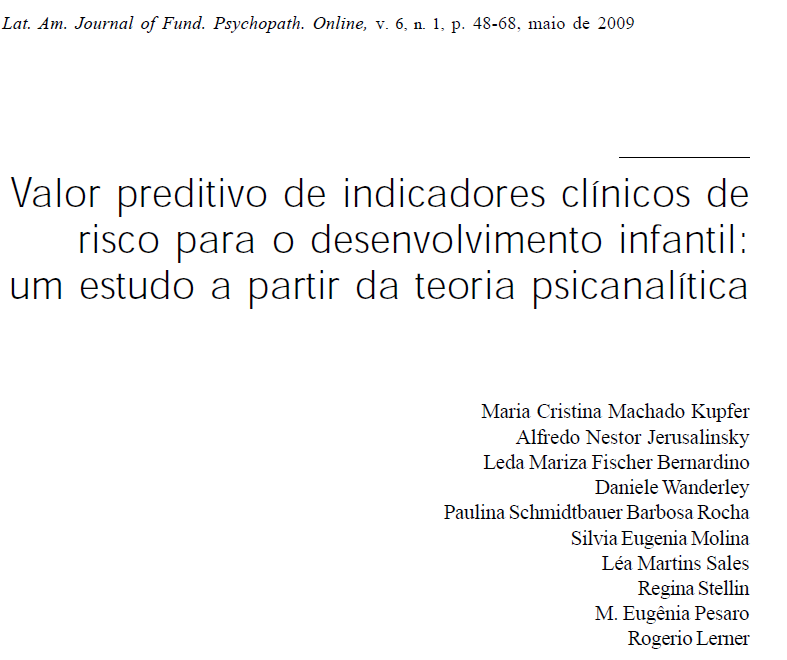 Lat. Am. Journal of Fund. Psychopath. Online, v. 6, n. 1, p. 48-68, maio de 2009
Valor preditivo de indicadores clínicos de
risco para o desenvolvimento infantil:
um estudo a partir da teoria psicanalítica
Maria Cristina Machado Kupfer
Alfredo Nestor Jerusalinsky
Leda Mariza Fischer Bernardino
Daniele Wanderley
Paulina Schmidtbauer Barbosa Rocha
Silvia Eugenia Molina
Léa Martins Sales
Regina Stellin
M. Eugênia Pesaro
Rogerio Lerner